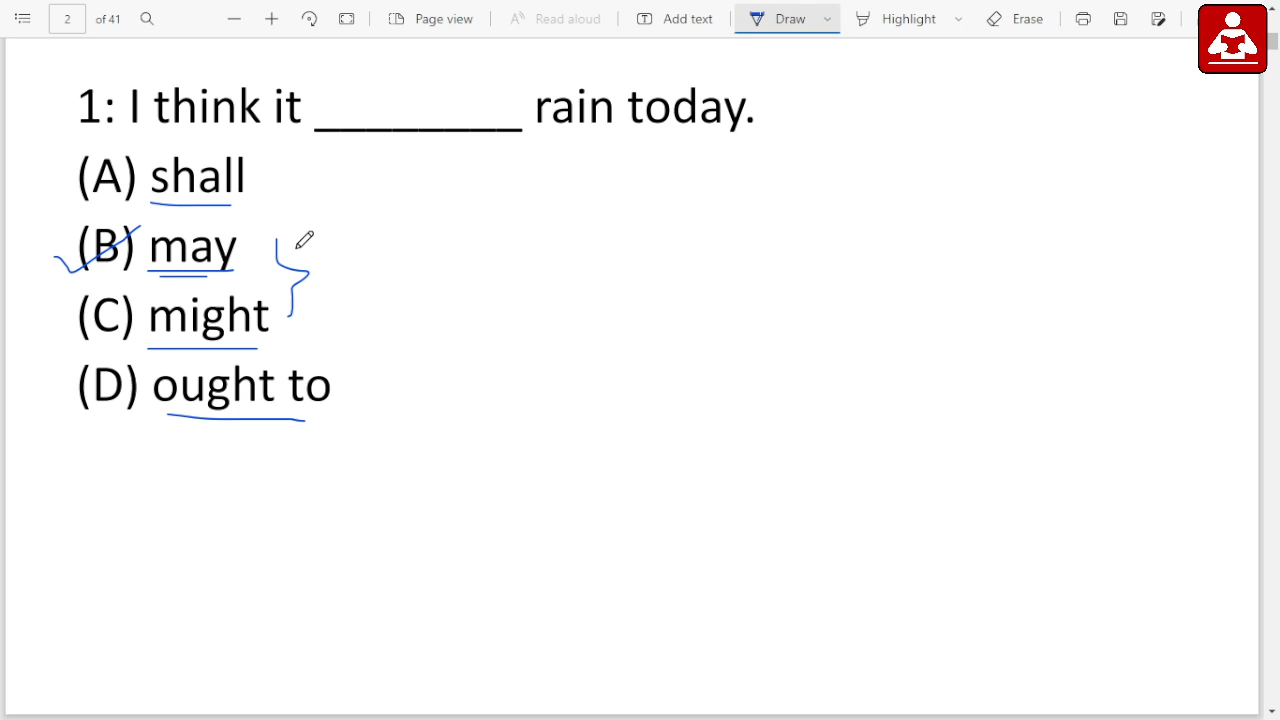 2 of 41 Page view Read aloud Add text Draw Highlight Erase
1: I think it ________ rain today.
(A) shall
(B) may
(C) might
(D) ought to